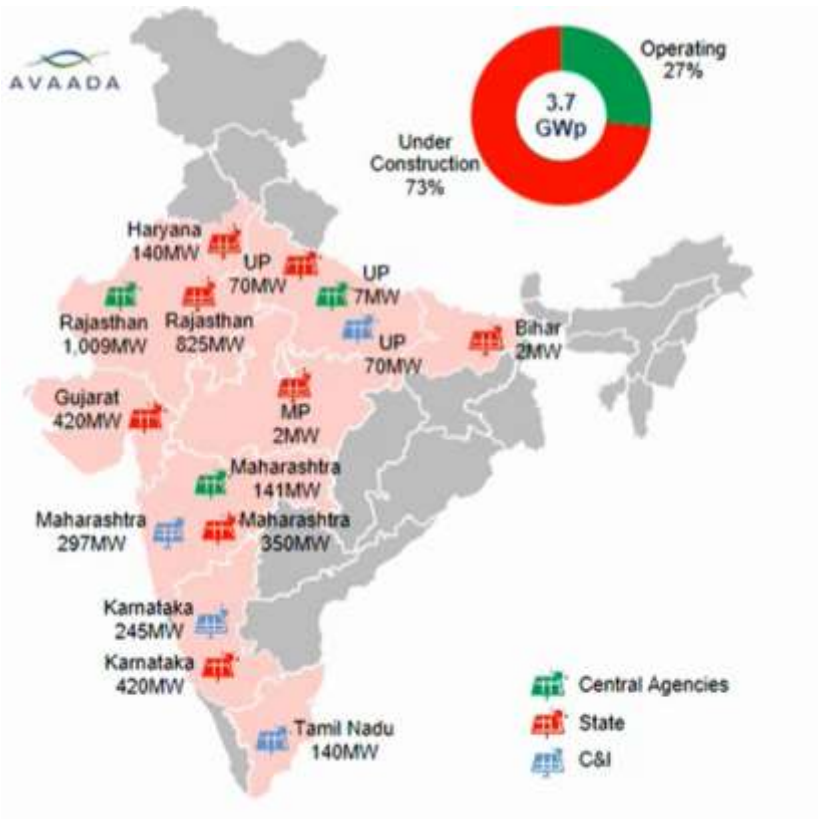 AVAADA
Operating
27%
3.7
GWp
Under
Construction
73%
Haryana
140MW
UP
70MW
UP
7MW
Rajasthan
1,009MW
Rajasthan
825MW
UP
70MW
Bihar
2MW
Gujarat
420MW
MP
2MW
Maharashtra
141MW
Maharashtra
297MW
Maharashtra
350MW
Karnataka
245MW
Karnataka
420MW
Tamil Nadu
140MW
Central Agencies
State
C&I